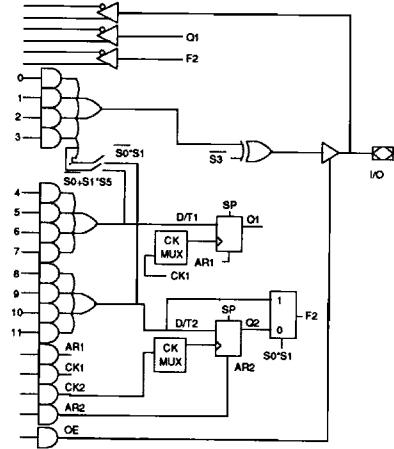 Q1
F2
0
1
2
3
S3
I/O
S0*S1
S0+S1*S5
4
5
6
7
D/T1
SP
Q1
CK
MUX
AR1
CK1
8
9
10
11
D/T2
SP
Q2
1
0
F2
S0*S1
CK
MUX
AR2
AR1
CK1
CK2
AR2
OE